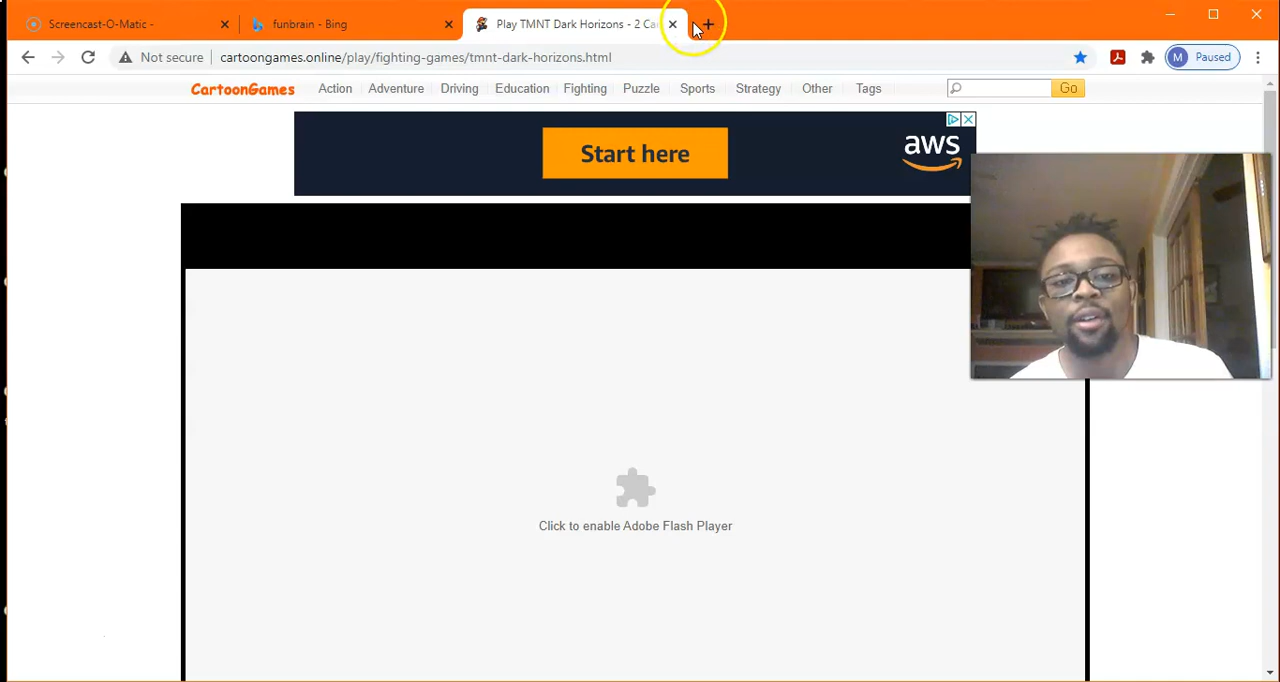 Screencast-O-Matic -
funbrain - Bing
Play TMNT Dark Horizons - 2 Ca
Not secure
cartoongames.online/play/fighting-games/tmnt-dark-horizons.html
M Paused
CartoonGames Action Adventure Driving Education Fighting Puzzle Sports Strategy Other Tags Go
Start here
aws
Click to enable Adobe Flash Player